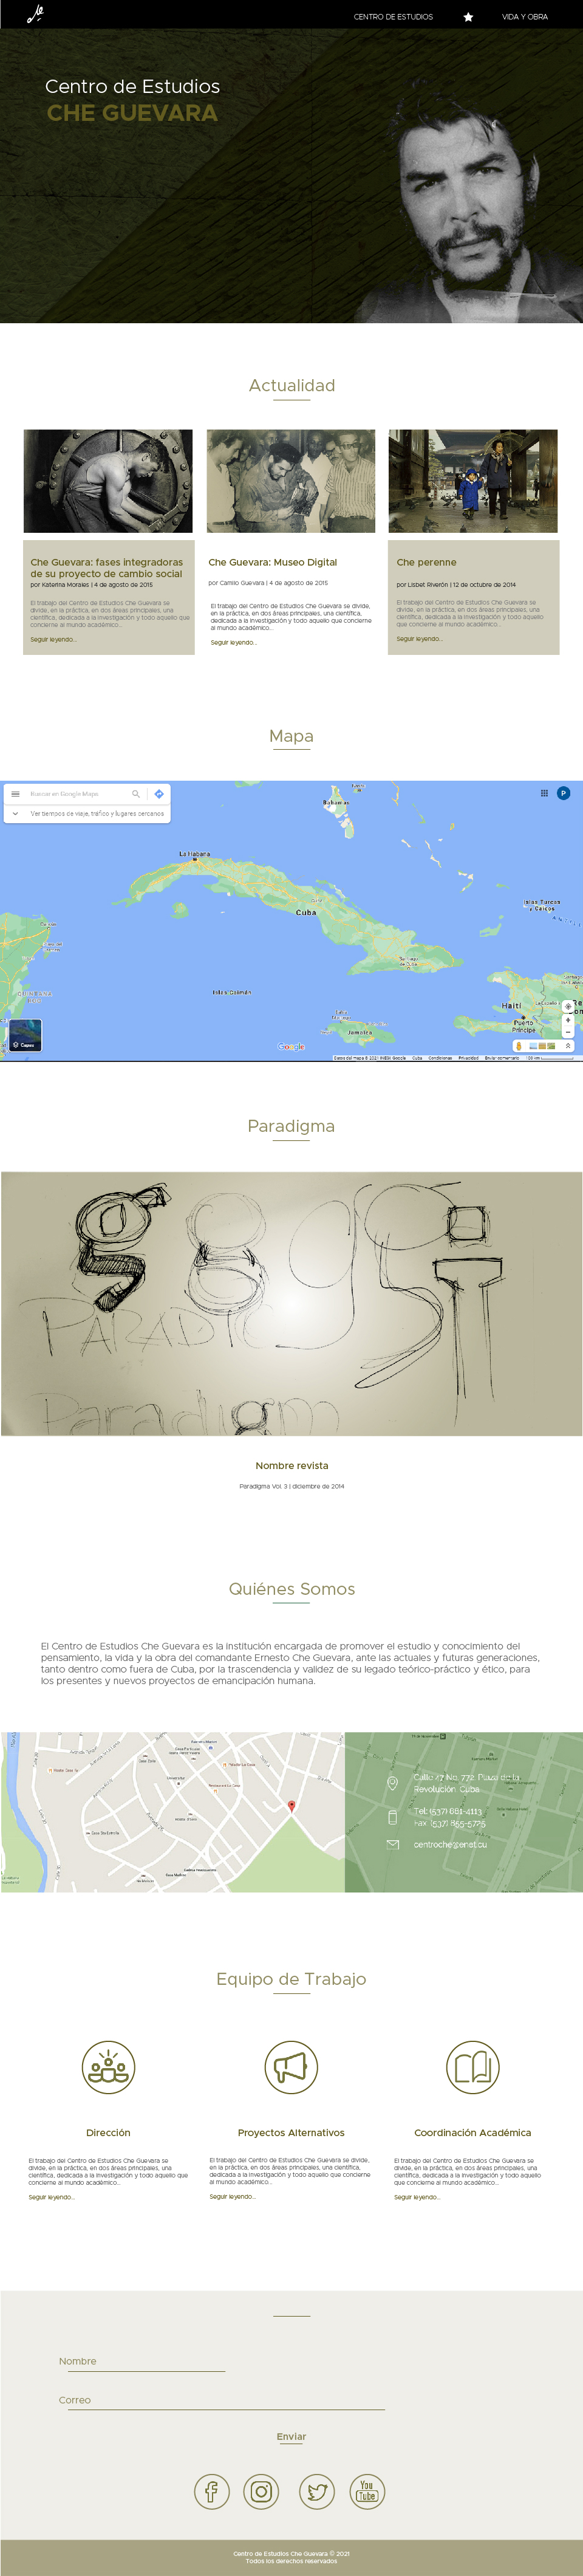 CENTRO DE ESTUDIOS
VIDA Y OBRA
Centro de Estudios
CHE GUEVARA
Actualidad
Che Guevara: fases integradoras
de su proyecto de cambio social
por Katerina Morales | 4 de agosto de 2015
El trabajo del Centro de Estudios Che Guevara se
divide, en la práctica, en dos áreas principales, una
científica, dedicada a la investigación y todo aquello que
concierne al mundo académico...
Seguir leyendo...
Che Guevara: Museo Digital
por Camilo Guevara | 4 de agosto de 2015
El trabajo del Centro de Estudios Che Guevara se divide,
en la práctica, en dos áreas principales, una científica,
dedicada a la investigación y todo aquello que concierne
al mundo académico...
Seguir leyendo...
Che perenne
por Lisbet Riverón | 12 de octubre de 2014
El trabajo del Centro de Estudios Che Guevara se
divide, en la práctica, en dos áreas principales, una
científica, dedicada a la investigación y todo aquello
que concierne al mundo académico...
Seguir leyendo...
Mapa
Buscar en Google Maps
Ver tiempos de viaje, tráfico y lugares cercanos
P
Bahamas
La Habana
Cuba
Islas Turcas
y Caicos
Santiago
de Cuba
Islas Caimán
Haití
Puerto
Príncipe
Jamaica
Capas
Google
Paradigma
PARADIG
Paradigm
Nombre revista
Paradigma Vol. 3 | diciembre de 2014
Quiénes Somos
El Centro de Estudios Che Guevara es la institución encargada de promover el estudio y conocimiento del
pensamiento, la vida y la obra del comandante Ernesto Che Guevara, ante las actuales y futuras generaciones,
tanto dentro como fuera de Cuba, por la trascendencia y validez de su legado teórico-práctico y ético, para
los presentes y nuevos proyectos de emancipación humana.
Calle 47 No. 772, Plaza de la
Revolución, Cuba
Tel: (537) 881-4113
Fax: (537) 855-5725
centroche@enet.cu
Equipo de Trabajo
Dirección
El trabajo del Centro de Estudios Che Guevara se
divide, en la práctica, en dos áreas principales, una
científica, dedicada a la investigación y todo aquello que
concierne al mundo académico...
Seguir leyendo...
Proyectos Alternativos
El trabajo del Centro de Estudios Che Guevara se divide,
en la práctica, en dos áreas principales, una científica,
dedicada a la investigación y todo aquello que concierne
al mundo académico...
Seguir leyendo...
Coordinación Académica
El trabajo del Centro de Estudios Che Guevara se
divide, en la práctica, en dos áreas principales, una
científica, dedicada a la investigación y todo aquello
que concierne al mundo académico...
Seguir leyendo...
Nombre
Correo
Enviar
You
Tube
Centro de Estudios Che Guevara © 2021
Todos los derechos reservados